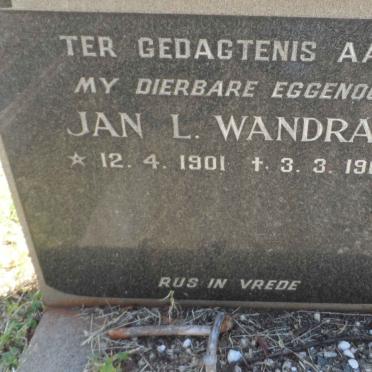 TER GEDAGTENIS AA
MY DIERBARE EGGENO
JAN L. WANDRA
☆ 12. 4. 1901 ✝. 3. 3. 19
RUS IN VREDE